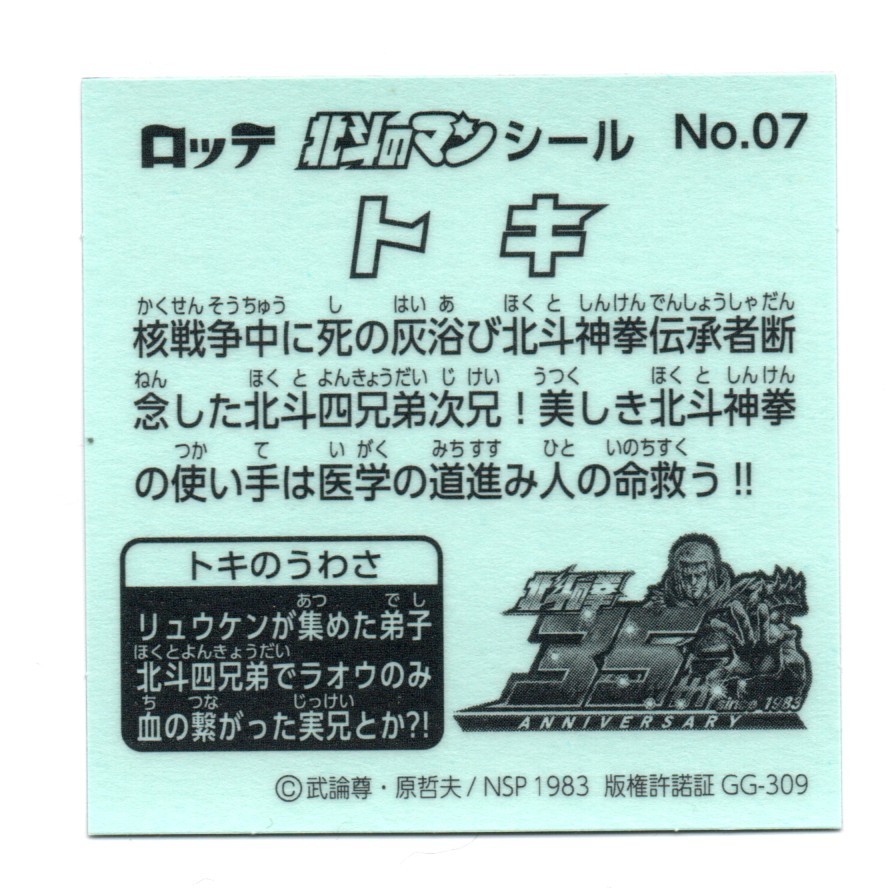 ロッテ 北斗のマンシール No.07
トキ
かくせんそうちゅう し はい あ ほく と しんけんでんしょうしゃだん
核戦争中に死の灰浴び北斗神拳伝承者断
ねん ほく と よんきょうだい じ けい うつく ほく と しんけん
念した北斗四兄弟次兄！美しき北斗神拳
つか て い がく みちすす ひと いのちすく
の使い手は医学の道進み人の命救う!!
トキのうわさ
あつ で し
リュウケンが集めた弟子
ほくとよんきょうだい
北斗四兄弟でラオウのみ
ち つな じっけい
血の繋がった実兄とか?!
北斗の拳
35th
since 1983
ANNIVERSARY
©武論尊・原哲夫/NSP 1983 版権許諾証 GG-309